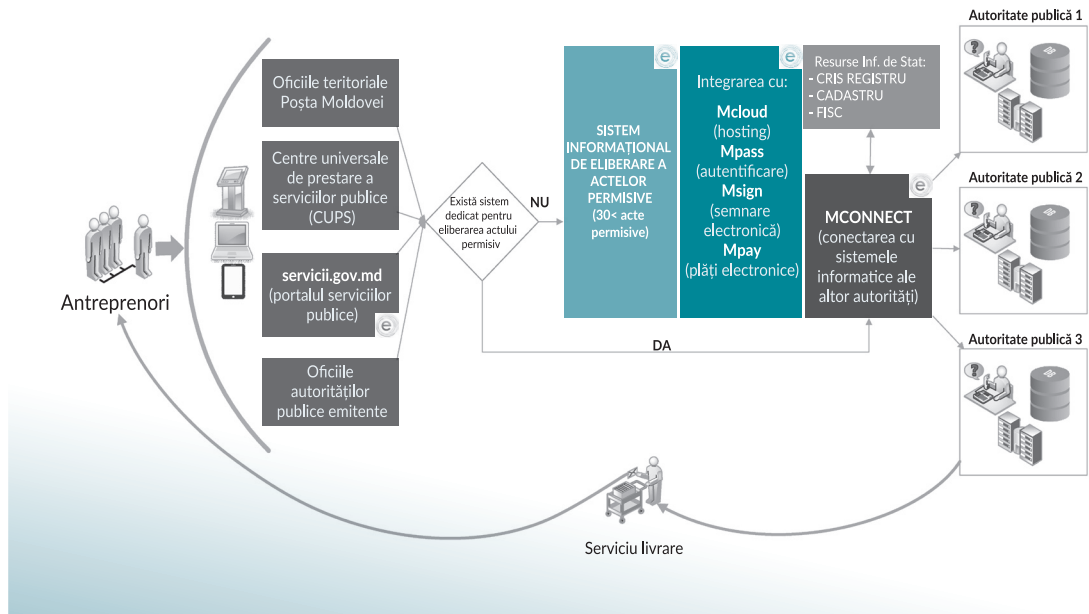 Antreprenori
Oficiile teritoriale
Poșta Moldovei
Centre universale
de prestare a
serviciilor publice
(CUPS)
servicii.gov.md
(portalul serviciilor
publice)
e
Oficiile
autorităților
publice emitente
Există sistem
dedicat pentru
eliberarea actului
permisiv
NU
DA
e
SISTEM
INFORMAȚIONAL
DE ELIBERARE A
ACTELOR
PERMISIVE
(30< acte
permisive)
e
Integrarea cu:
Mcloud
(hosting)
Mpass
(autentificare)
Msign
(semnare
electronică)
Mpay
(plăți electronice)
Resurse Inf. de Stat:
- CRIS REGISTRU
- CADASTRU
- FISC
e
MCONNECT
(conectarea cu
sistemele
informatice ale
altor autorități)
Autoritate publică 1
?
Autoritate publică 2
?
Autoritate publică 3
?
Serviciu livrare